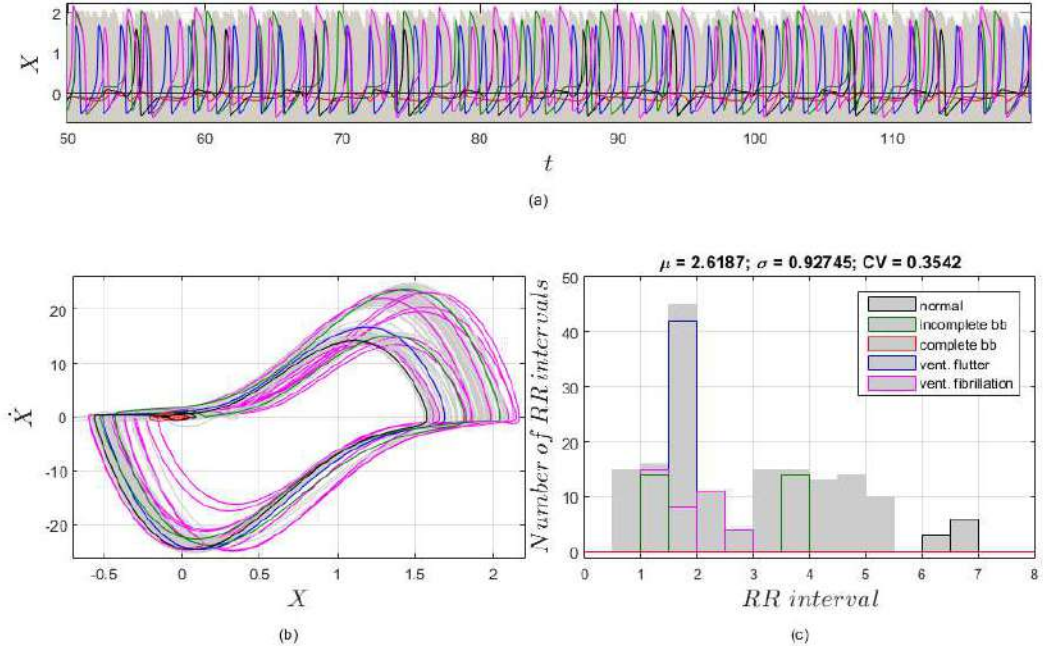 2
1
0
X
50
60
70
80
90
100
110
t
(a)
20
10
0
-10
-20
Ẋ
-0.5
0
0.5
1
1.5
2
X
(b)
μ = 2.6187; σ = 0.92745; CV = 0.3542
50
40
30
20
10
0
Number of RR intervals
normal
incomplete bb
complete bb
vent. flutter
vent. fibrillation
0
1
2
3
4
5
6
7
8
RR interval
(c)